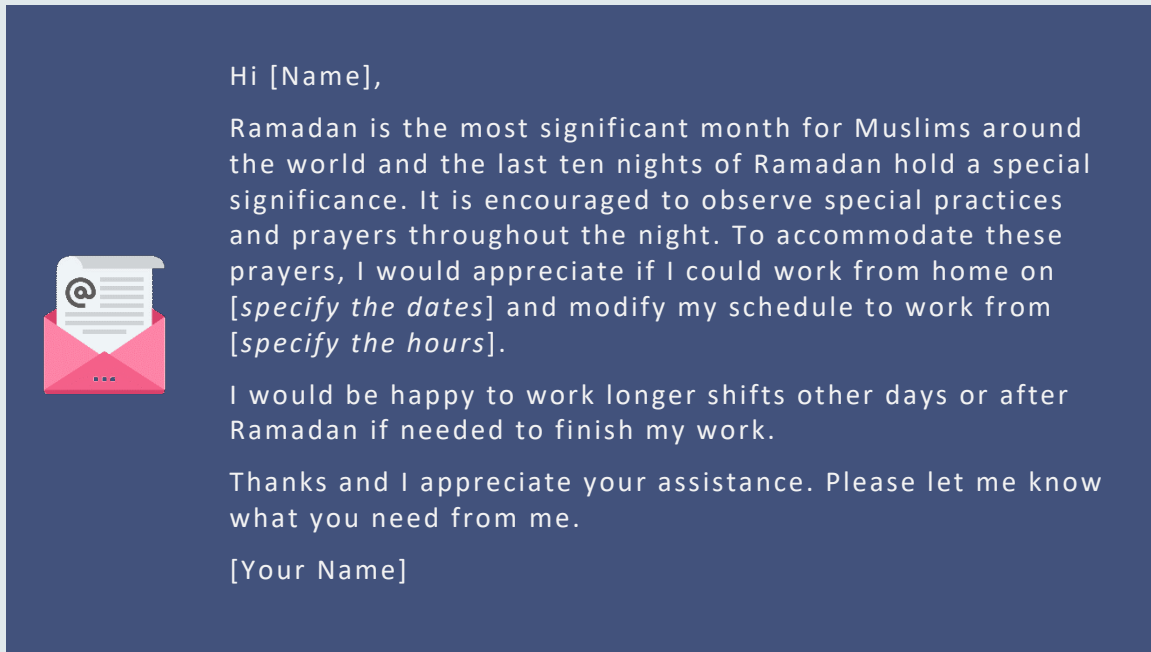 Hi [Name],
Ramadan is the most significant month for Muslims around
the world and the last ten nights of Ramadan hold a special
significance. It is encouraged to observe special practices
and prayers throughout the night. To accommodate these
prayers, I would appreciate if I could work from home on
[specify the dates] and modify my schedule to work from
[specify the hours].
I would be happy to work longer shifts other days or after
Ramadan if needed to finish my work.
Thanks and I appreciate your assistance. Please let me know
what you need from me.
[Your Name]
@